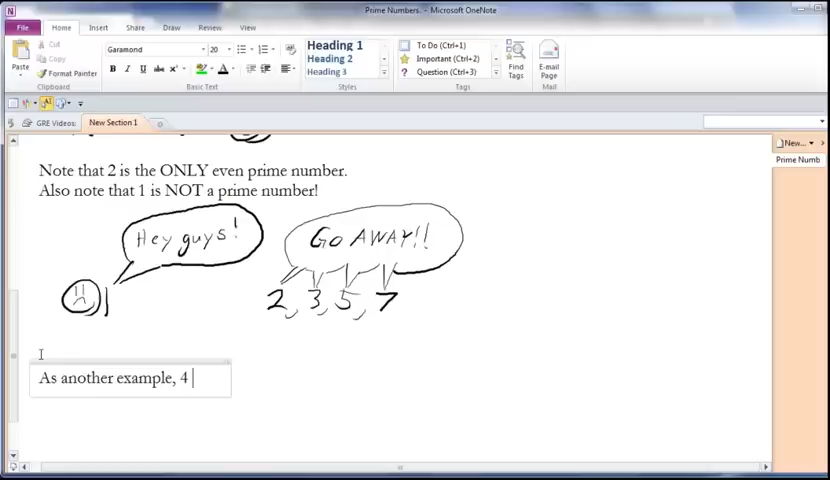 Prime Numbers. - Microsoft OneNote
File Home Insert Share Draw Review View
Paste Cut Copy Format Painter
Clipboard
Garamond 20
B I U abc
Basic Text
Heading 1
Heading 2
Heading 3
Styles
To Do (Ctrl+1)
Important (Ctrl+2)
Question (Ctrl+3)
Tags
Find Tags
E-mail Page
Mail
GRE Videos: New Section 1
New...
Prime Numb
Note that 2 is the ONLY even prime number.
Also note that 1 is NOT a prime number!
Hey guys!
GO AWAY!!
1 2, 3, 5, 7
As another example, 4